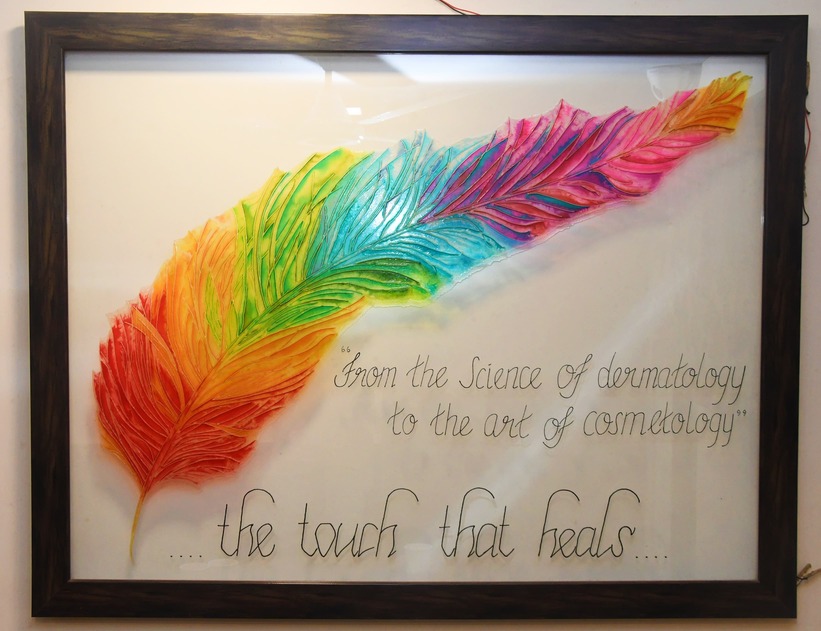 “From the Science of dermatology
to the art of cosmetology”
.... the touch that heals....